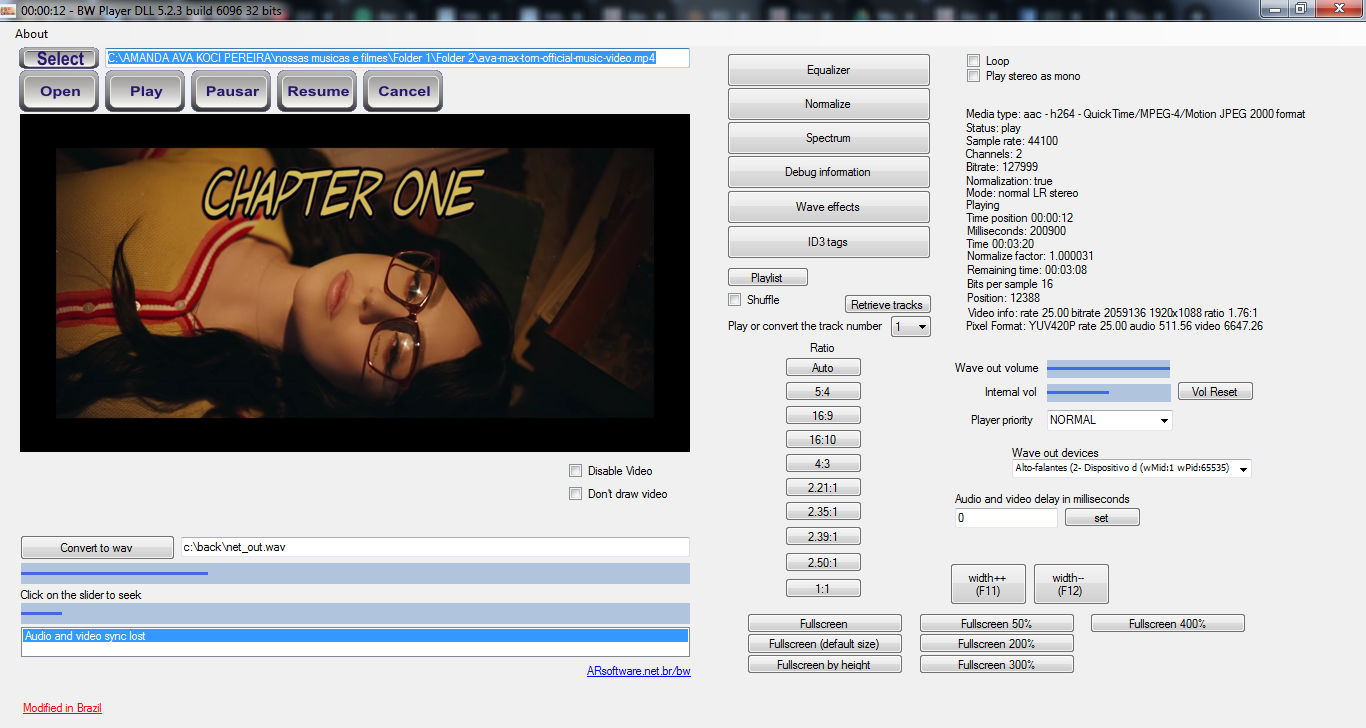 00:00:12 - BW Player DLL 5.2.3 build 6096 32 bits
About
Select
C:\AMANDA AVA KOCI PEREIRA\nossas musicas e filmes\Folder 1\Folder 2\ava-max-torn-official-music-video.mp4
Open Play Pausar Resume Cancel
CHAPTER ONE
Disable Video
Don't draw video
Convert to wav
c:\back\net_out.wav
Click on the slider to seek
Audio and video sync lost
ARsoftware.net.br/bw
Modified in Brazil
Equalizer
Normalize
Spectrum
Debug information
Wave effects
ID3 tags
Playlist
Shuffle
Retrieve tracks
Play or convert the track number 1
Ratio
Auto
5:4
16:9
16:10
4:3
2.21:1
2.35:1
2.39:1
2.50:1
1:1
Loop
Play stereo as mono
Media type: aac - h264 - QuickTime/MPEG-4/Motion JPEG 2000 format
Status: play
Sample rate: 44100
Channels: 2
Bitrate: 127999
Normalization: true
Mode: normal LR stereo
Playing
Time position 00:00:12
Milliseconds: 200900
Time 00:03:20
Normalize factor: 1.000031
Remaining time: 00:03:08
Bits per sample 16
Position: 12388
Video info: rate 25.00 bitrate 2059136 1920x1088 ratio 1.76:1
Pixel Format: YUV420P rate 25.00 audio 511.56 video 6647.26
Wave out volume
Internal vol
Vol Reset
Player priority
NORMAL
Wave out devices
Alto-falantes (2- Dispositivo d (wMid:1 wPid:65535)
Audio and video delay in milliseconds
0
set
width++
(F11)
width--
(F12)
Fullscreen Fullscreen 50% Fullscreen 400%
Fullscreen (default size) Fullscreen 200%
Fullscreen by height Fullscreen 300%